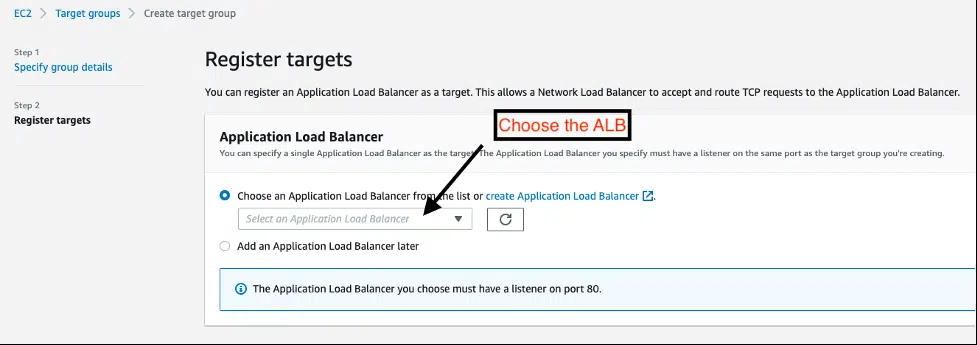 EC2 > Target groups > Create target group
Step 1
Specify group details
Step 2
Register targets
Register targets
You can register an Application Load Balancer as a target. This allows a Network Load Balancer to accept and route TCP requests to the Application Load Balancer.
Choose the ALB
Application Load Balancer
You can specify a single Application Load Balancer as the target. The Application Load Balancer you specify must have a listener on the same port as the target group you're creating.
Choose an Application Load Balancer from the list or create Application Load Balancer.
Select an Application Load Balancer
Add an Application Load Balancer later
The Application Load Balancer you choose must have a listener on port 80.